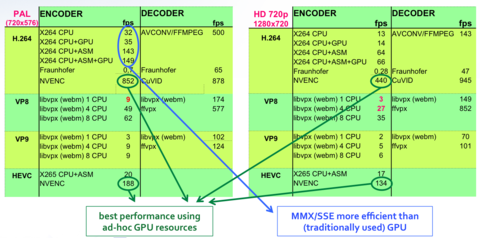 PAL ENCODER DECODER
(720x576) fps fps
H.264 X264 CPU 32 AVCONV/FFMPEG 500
X264 CPU+GPU 35
X264 CPU+ASM 143
X264 CPU+ASM+GPU 149
Fraunhofer 0.7 Fraunhofer 65
NVENC 852 CuVID 878
VP8 libvpx (webm) 1 CPU 9 libvpx (webm) 174
libvpx (webm) 4 CPU 49 ffvpx 577
libvpx (webm) 8 CPU 62
VP9 libvpx (webm) 1 CPU 3 libvpx (webm) 102
libvpx (webm) 4 CPU 9 ffvpx 124
libvpx (webm) 8 CPU 9
HEVC X265 CPU+ASM 20
NVENC 188
HD 720p ENCODER DECODER
1280x720 fps fps
H.264 X264 CPU 13 AVCONV/FFMPEG 143
X264 CPU+GPU 14
X264 CPU+ASM 64
X264 CPU+ASM+GPU 66
Fraunhofer 0.28 Fraunhofer 47
NVENC 440 CuVID 945
VP8 libvpx (webm) 1 CPU 3 libvpx (webm) 149
libvpx (webm) 4 CPU 27 ffvpx 852
libvpx (webm) 8 CPU 35
VP9 libvpx (webm) 1 CPU 2 libvpx (webm) 70
libvpx (webm) 4 CPU 5 ffvpx 101
libvpx (webm) 8 CPU 6
HEVC X265 CPU+ASM 17
NVENC 134
best performance using
ad-hoc GPU resources
MMX/SSE more efficient than
(traditionally used) GPU